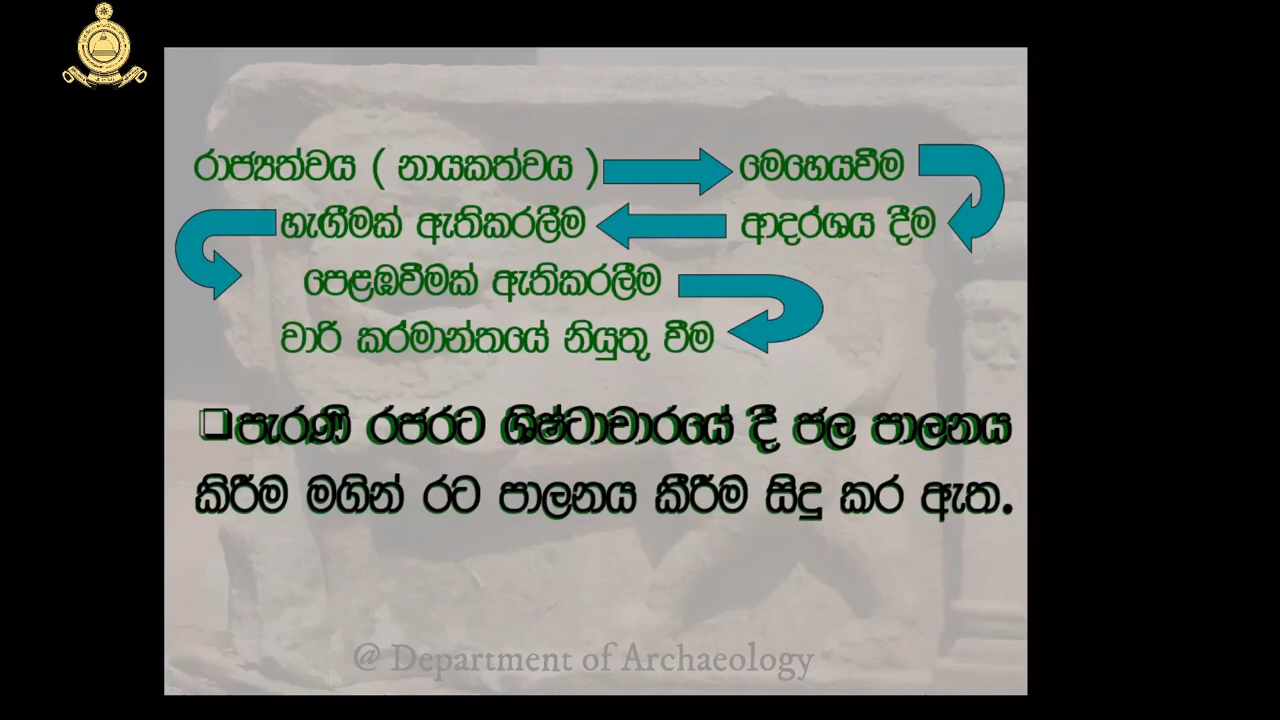 රාජ්‍යත්වය ( නායකත්වය ) මෙහෙයවීම
හැඟීමක් ඇතිකරලීම ආදර්ශය දීම
පෙළඹවීමක් ඇතිකරලීම
වාරි කර්මාන්තයේ නියුතු වීම
පැරණි රජරට ශිෂ්ටාචාරයේ දී ජල පාලනය
කිරීම මගින් රට පාලනය කීරීම සිදු කර ඇත.
@ Department of Archaeology